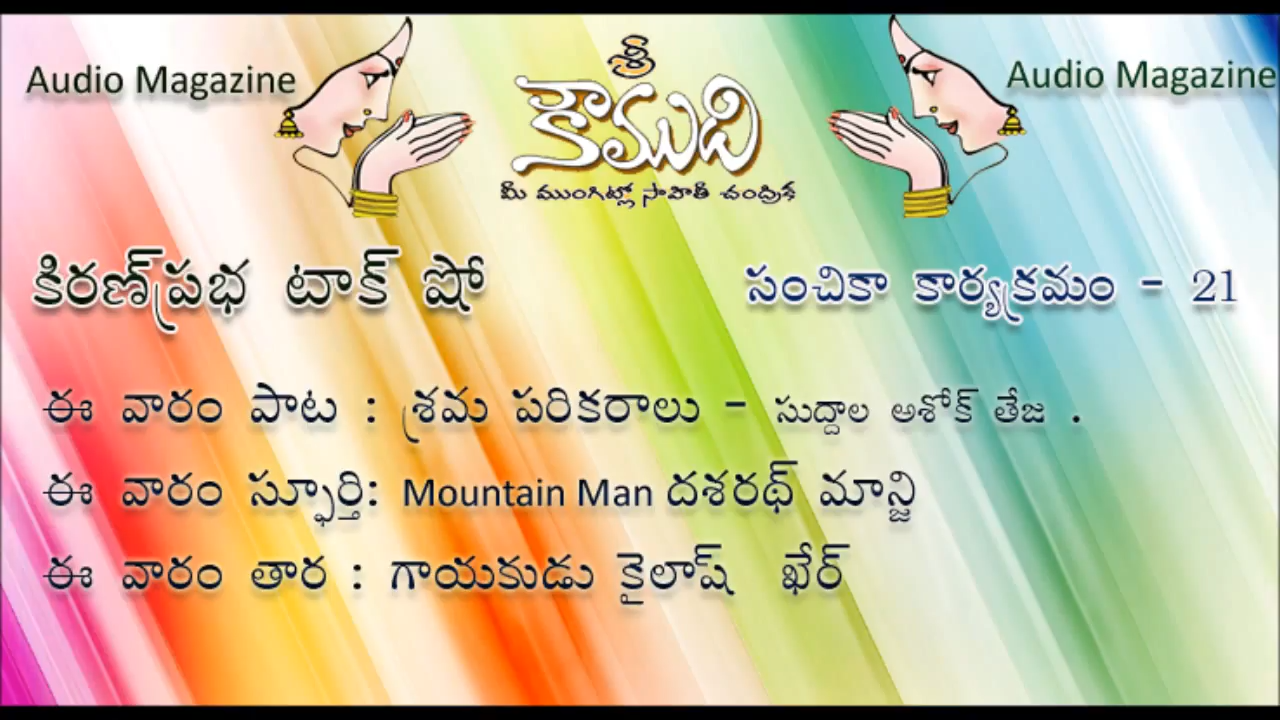 Audio Magazine
శ్రీ
కౌముది
మీ ముంగిట్లో సాహితీ చంద్రిక
Audio Magazine
కిరణ్‌ప్రభ టాక్ షో
సంచికా కార్యక్రమం - 21
ఈ వారం పాట : శ్రమ పరికరాలు - సుద్దాల అశోక్ తేజ .
ఈ వారం స్ఫూర్తి: Mountain Man దశరథ్ మాన్జి
ఈ వారం తార : గాయకుడు కైలాష్ ఖేర్